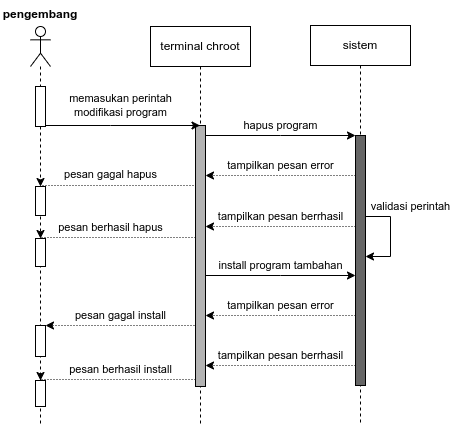 pengembang
terminal chroot
sistem
memasukan perintah
modifikasi program
hapus program
tampilkan pesan error
pesan gagal hapus
validasi perintah
tampilkan pesan berrhasil
pesan berhasil hapus
install program tambahan
tampilkan pesan error
pesan gagal install
tampilkan pesan berrhasil
pesan berhasil install